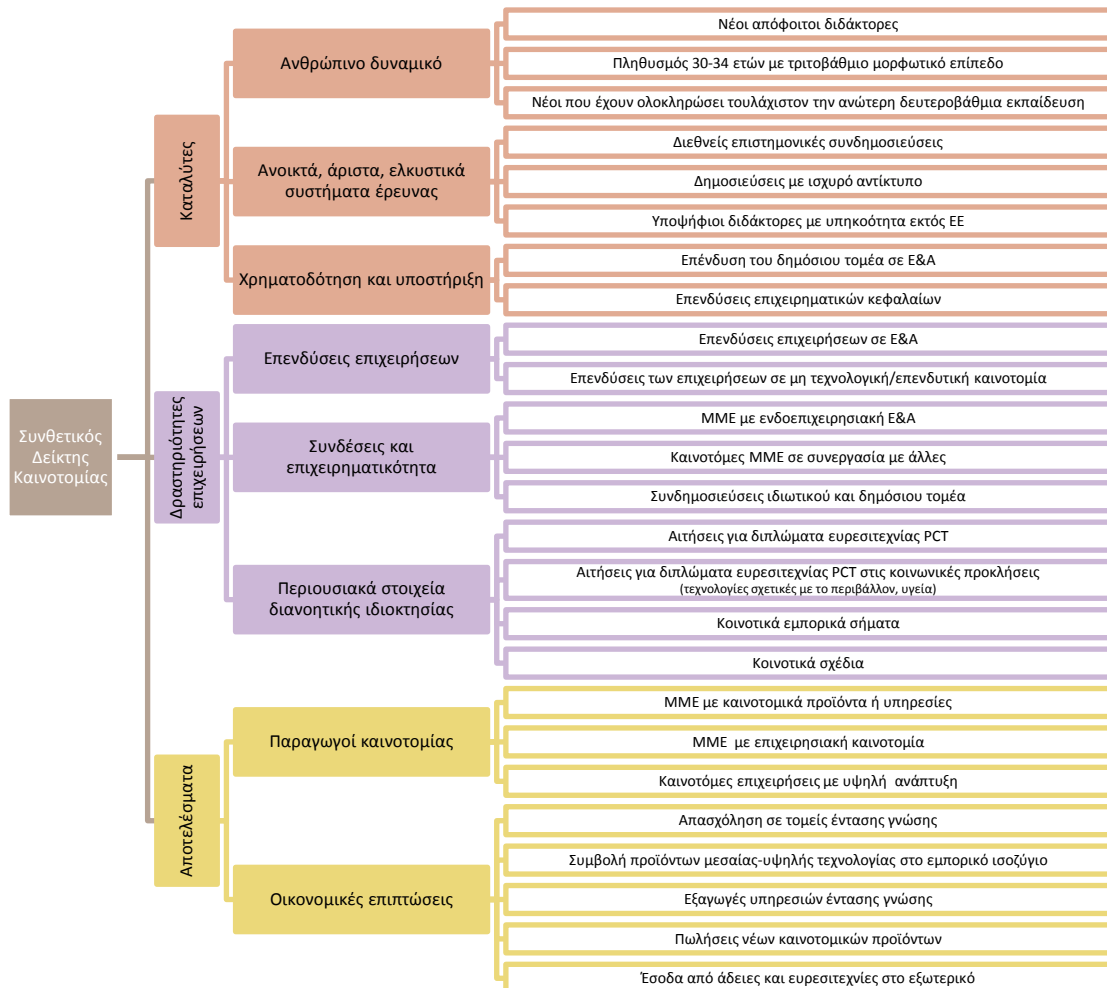 Συνθετικός
Δείκτης
Καινοτομίας
Καταλύτες
Ανθρώπινο δυναμικό
Νέοι απόφοιτοι διδάκτορες
Πληθυσμός 30-34 ετών με τριτοβάθμιο μορφωτικό επίπεδο
Νέοι που έχουν ολοκληρώσει τουλάχιστον την ανώτερη δευτεροβάθμια εκπαίδευση
Ανοικτά, άριστα, ελκυστικά
συστήματα έρευνας
Διεθνείς επιστημονικές συνδημοσιεύσεις
Δημοσιεύσεις με ισχυρό αντίκτυπο
Υποψήφιοι διδάκτορες με υπηκοότητα εκτός ΕΕ
Χρηματοδότηση και υποστήριξη
Επένδυση του δημόσιου τομέα σε Ε&Α
Επενδύσεις επιχειρηματικών κεφαλαίων
Δραστηριότητες
επιχειρήσεων
Επενδύσεις επιχειρήσεων
Επενδύσεις επιχειρήσεων σε Ε&Α
Επενδύσεις των επιχειρήσεων σε μη τεχνολογική/επενδυτική καινοτομία
Συνδέσεις και
επιχειρηματικότητα
ΜΜΕ με ενδοεπιχειρησιακή Ε&Α
Καινοτόμες ΜΜΕ σε συνεργασία με άλλες
Συνδημοσιεύσεις ιδιωτικού και δημόσιου τομέα
Περιουσιακά στοιχεία
διανοητικής ιδιοκτησίας
Αιτήσεις για διπλώματα ευρεσιτεχνίας PCT
Αιτήσεις για διπλώματα ευρεσιτεχνίας PCT στις κοινωνικές προκλήσεις
(τεχνολογίες σχετικές με το περιβάλλον, υγεία)
Κοινοτικά εμπορικά σήματα
Κοινοτικά σχέδια
Αποτελέσματα
Παραγωγοί καινοτομίας
ΜΜΕ με καινοτομικά προϊόντα ή υπηρεσίες
ΜΜΕ με επιχειρησιακή καινοτομία
Καινοτόμες επιχειρήσεις με υψηλή ανάπτυξη
Οικονομικές επιπτώσεις
Απασχόληση σε τομείς έντασης γνώσης
Συμβολή προϊόντων μεσαίας-υψηλής τεχνολογίας στο εμπορικό ισοζύγιο
Εξαγωγές υπηρεσιών έντασης γνώσης
Πωλήσεις νέων καινοτομικών προϊόντων
Έσοδα από άδειες και ευρεσιτεχνίες στο εξωτερικό